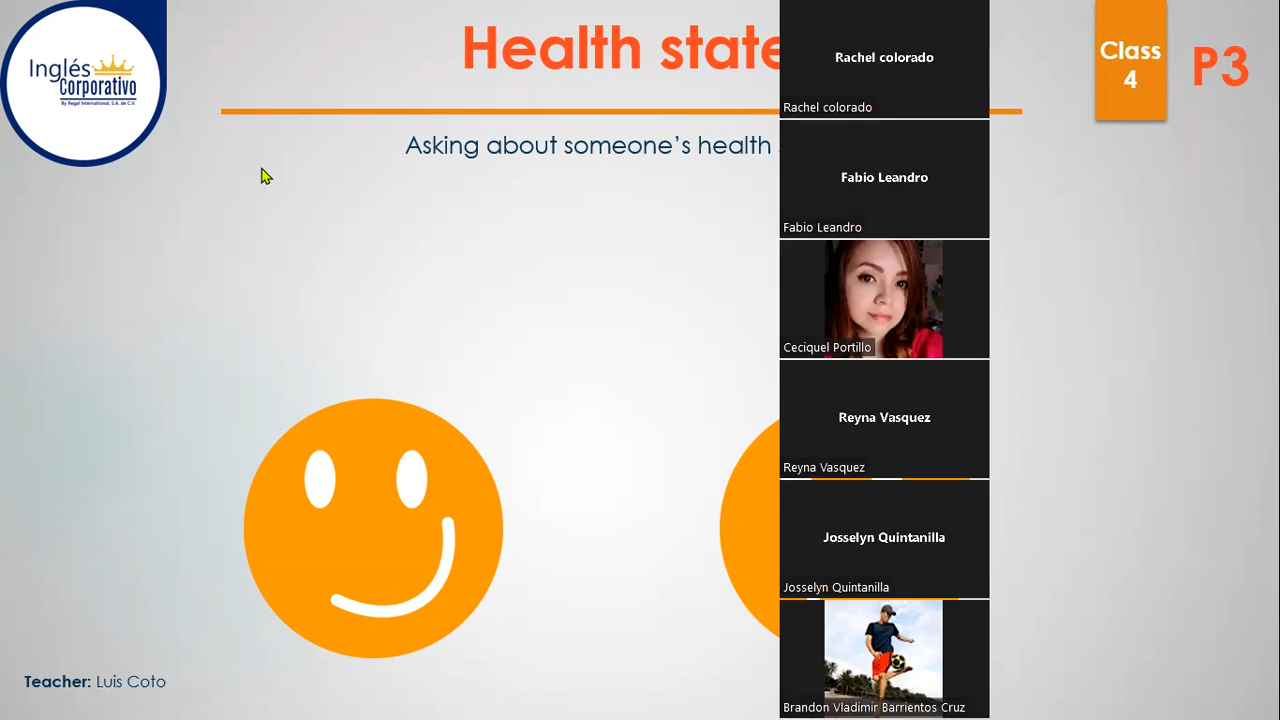 Inglés
Corporativo
By Regal International, S.A. de C.V.
Health state
Class
4
P3
Asking about someone's health
Rachel colorado
Rachel colorado
Fabio Leandro
Fabio Leandro
Ceciquel Portillo
Reyna Vasquez
Reyna Vasquez
Josselyn Quintanilla
Josselyn Quintanilla
Brandon Vladimir Barrientos Cruz
Teacher: Luis Coto